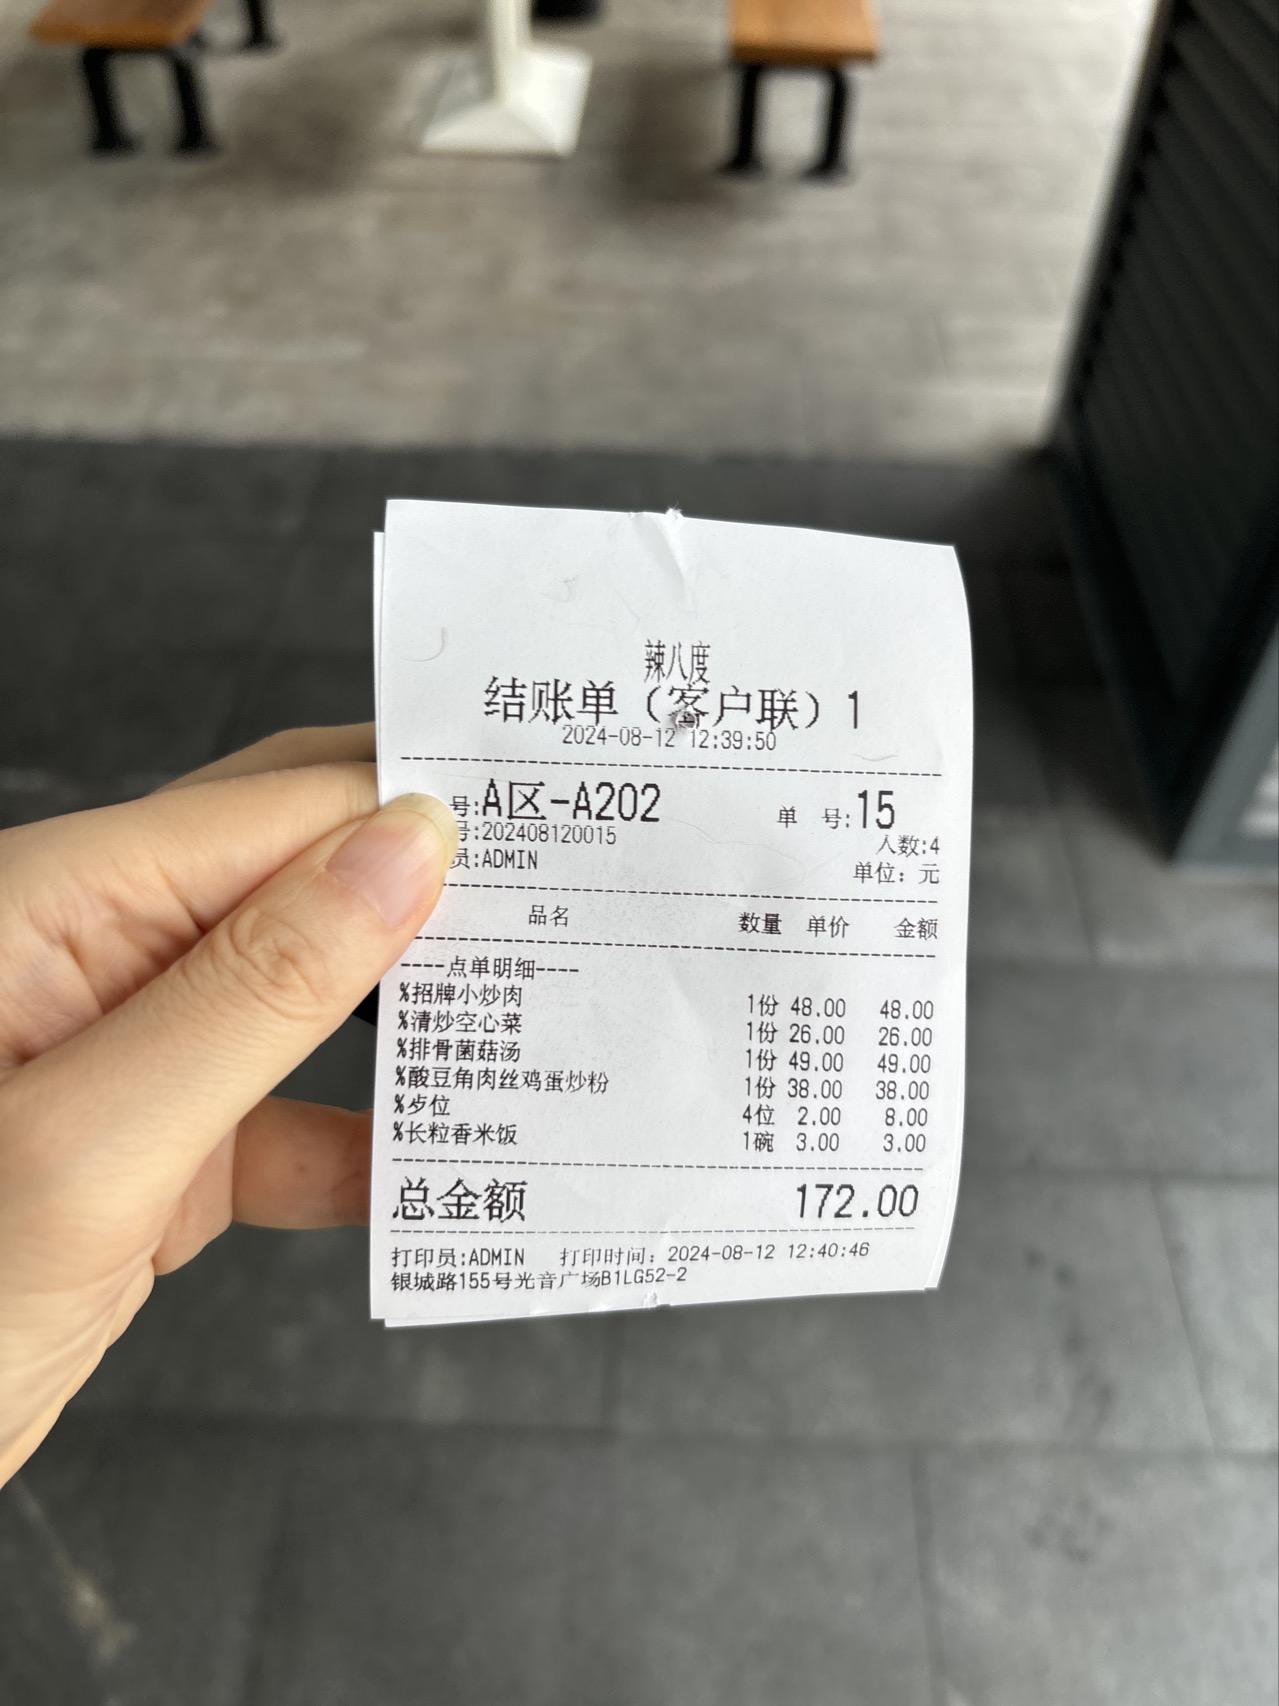 辣八度
结账单（客户联）1
2024-08-12 12:39:50
号:A区-A202 单 号:15
号:202408120015 人数:4
员:ADMIN 单位：元
品名 数量 单价 金额
----点单明细----
%招牌小炒肉 1份 48.00 48.00
%清炒空心菜 1份 26.00 26.00
%排骨菌菇汤 1份 49.00 49.00
%酸豆角肉丝鸡蛋炒粉 1份 38.00 38.00
%歺位 4位 2.00 8.00
%长粒香米饭 1碗 3.00 3.00
总金额 172.00
打印员:ADMIN 打印时间：2024-08-12 12:40:46
银城路155号光音广场B1LG52-2